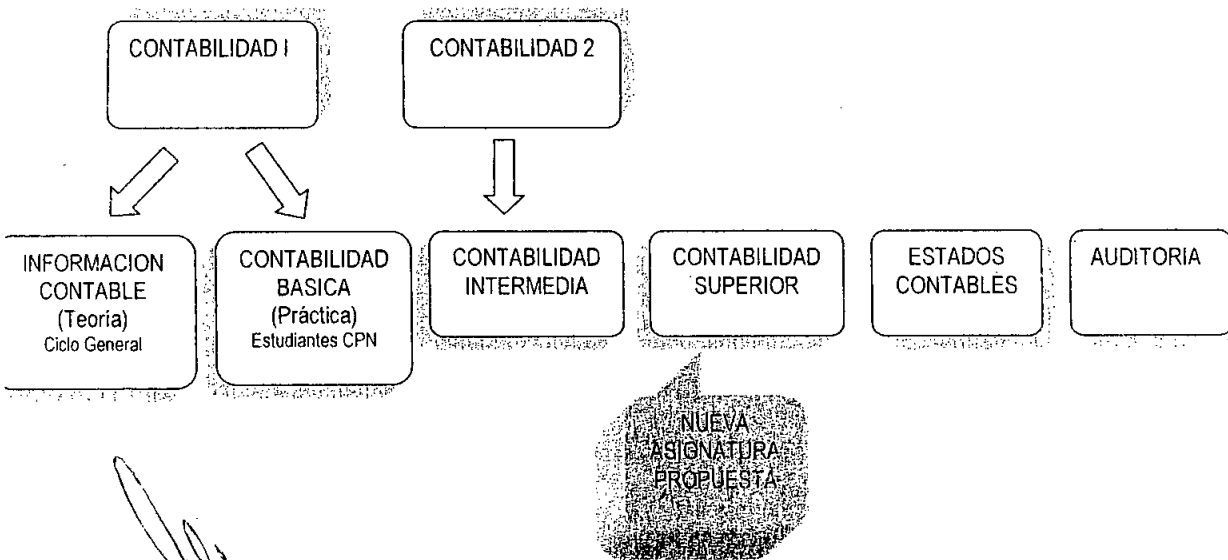 CONTABILIDAD I
CONTABILIDAD 2
INFORMACION
CONTABLE
(Teoría)
Ciclo General
CONTABILIDAD
BASICA
(Práctica)
Estudiantes CPN
CONTABILIDAD
INTERMEDIA
CONTABILIDAD
SUPERIOR
ESTADOS
CONTABLES
AUDITORIA
NUEVA
ASIGNATURA
PROPUESTA